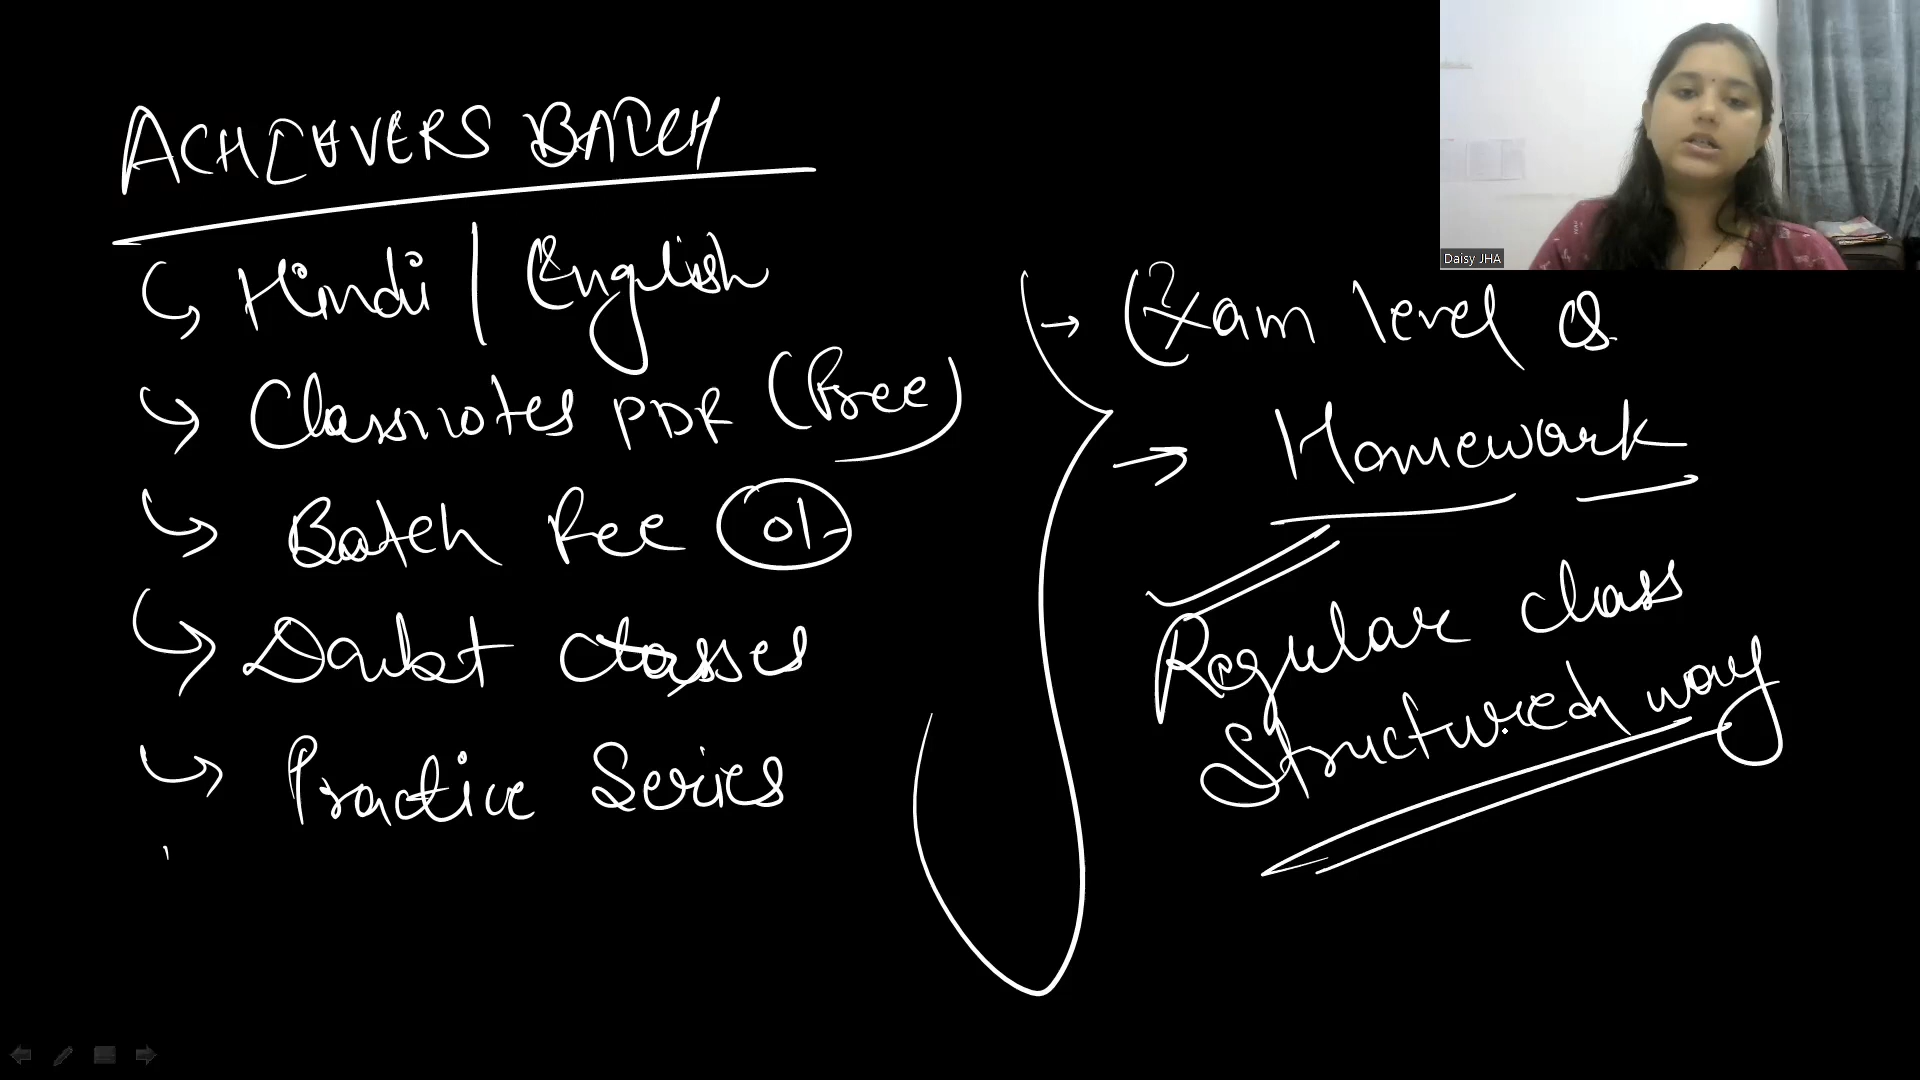 ACHIEVERS BATCH
Hindi | English
Classnotes PDF (Free)
Batch Fee 0/-
Doubt classes
Practice Series
→ Exam level Q.
→ Homework
Regular class
Structured way
Daisy JHA